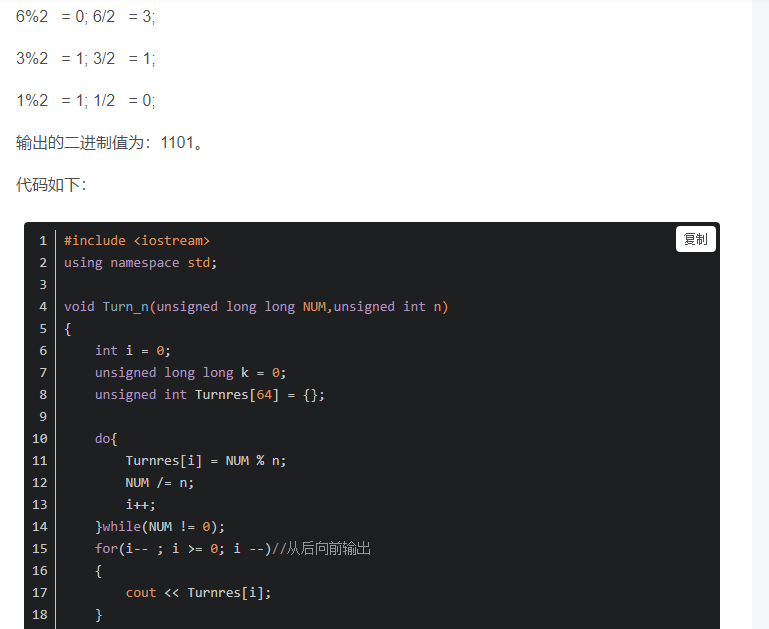 6%2   = 0; 6/2   = 3;
3%2   = 1; 3/2   = 1;
1%2   = 1; 1/2   = 0;
输出的二进制值为：1101。
代码如下：
复制
1 #include <iostream>
2 using namespace std;
3
4 void Turn_n(unsigned long long NUM,unsigned int n)
5 {
6     int i = 0;
7     unsigned long long k = 0;
8     unsigned int Turnres[64] = {};
9
10     do{
11         Turnres[i] = NUM % n;
12         NUM /= n;
13         i++;
14     }while(NUM != 0);
15     for(i-- ; i >= 0; i --)//从后向前输出
16     {
17         cout << Turnres[i];
18     }